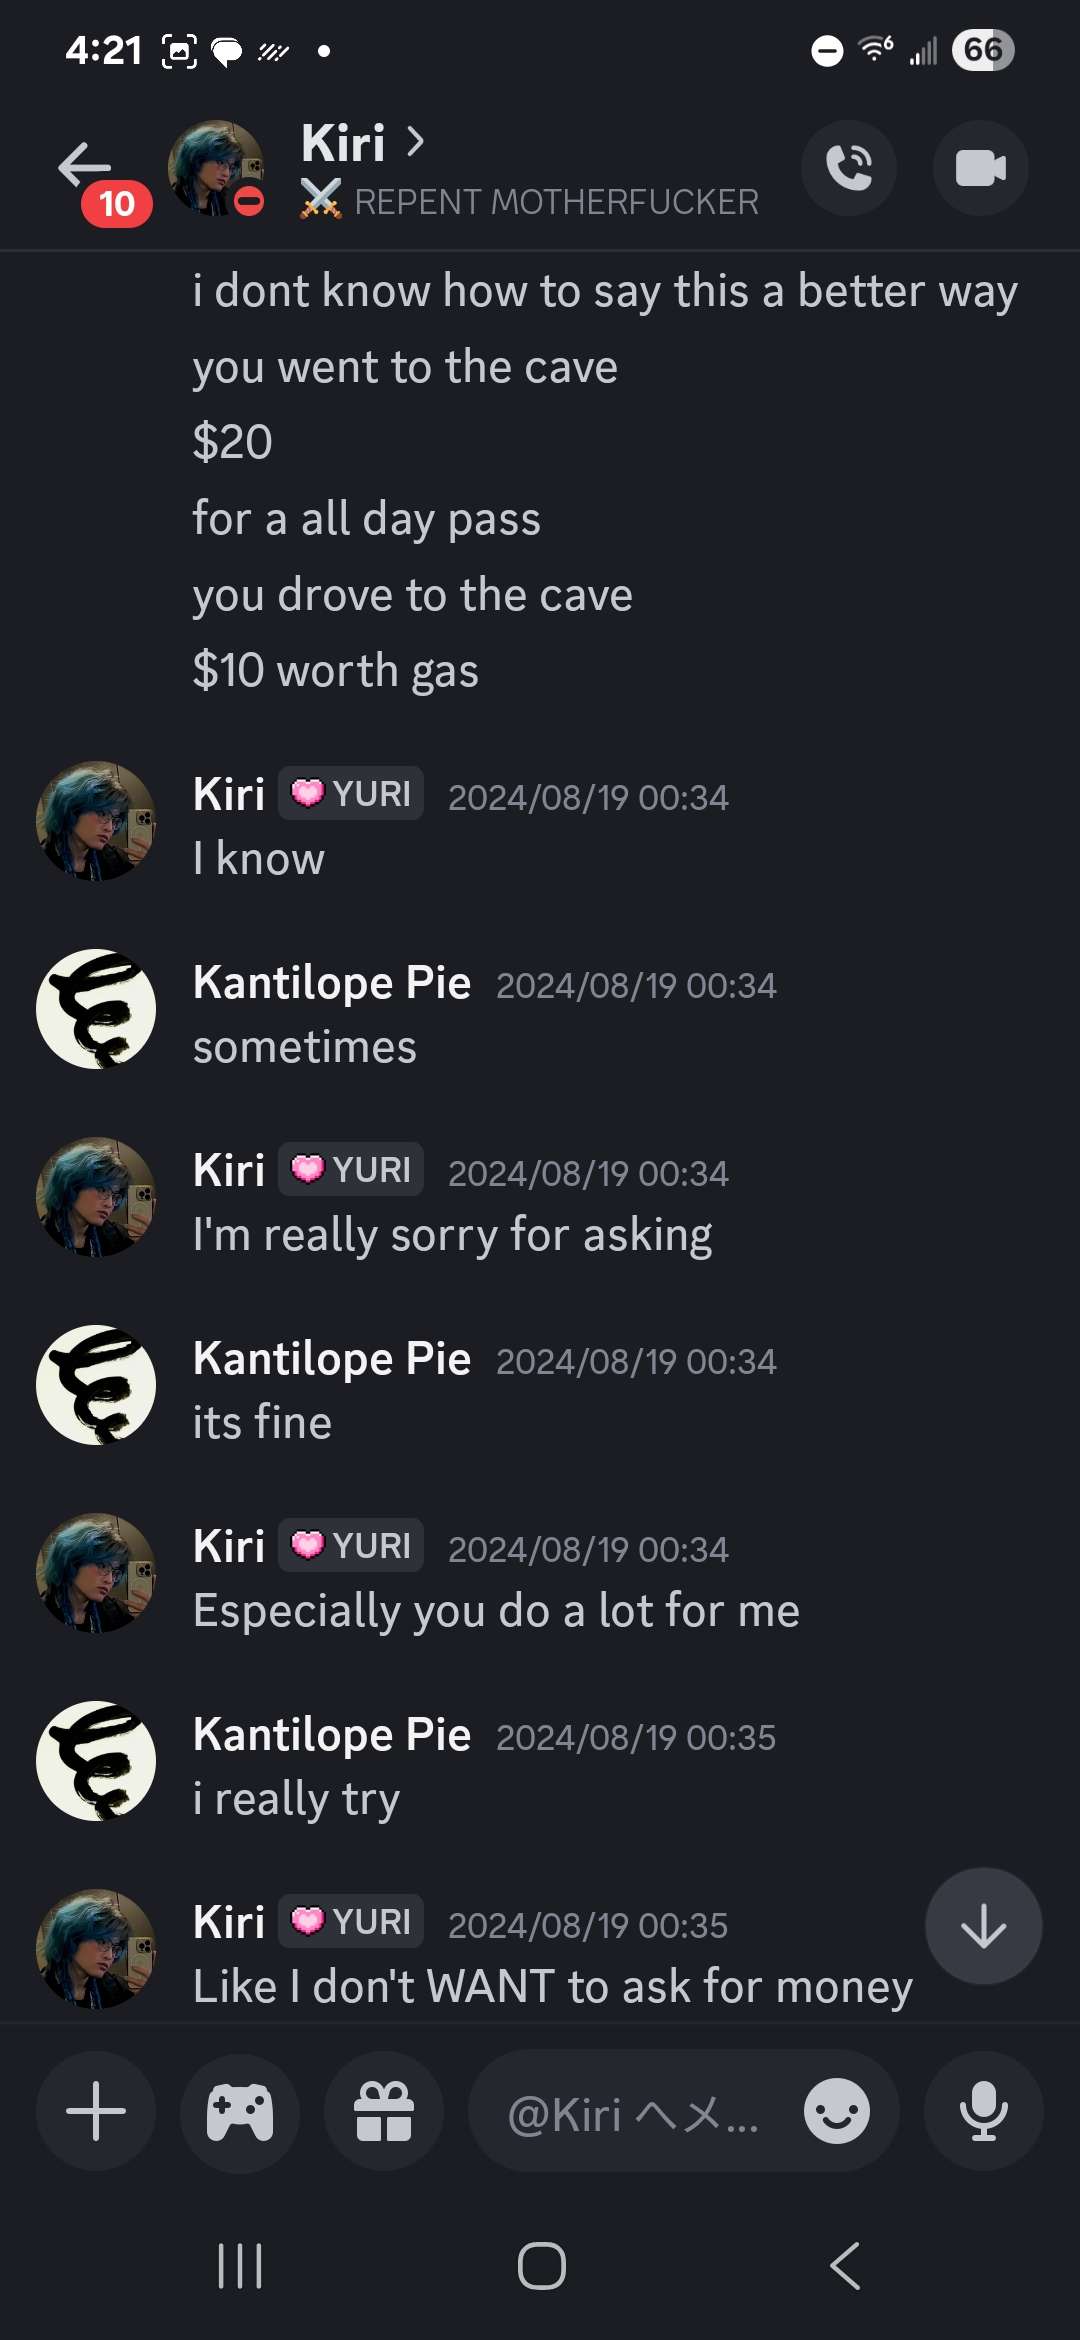 4:21
6
66
10
Kiri
⚔️ REPENT MOTHERFUCKER
i dont know how to say this a better way
you went to the cave
$20
for a all day pass
you drove to the cave
$10 worth gas
Kiri YURI 2024/08/19 00:34
I know
Kantilope Pie 2024/08/19 00:34
sometimes
Kiri YURI 2024/08/19 00:34
I'm really sorry for asking
Kantilope Pie 2024/08/19 00:34
its fine
Kiri YURI 2024/08/19 00:34
Especially you do a lot for me
Kantilope Pie 2024/08/19 00:35
i really try
Kiri YURI 2024/08/19 00:35
Like I don't WANT to ask for money
@Kiri へメ...